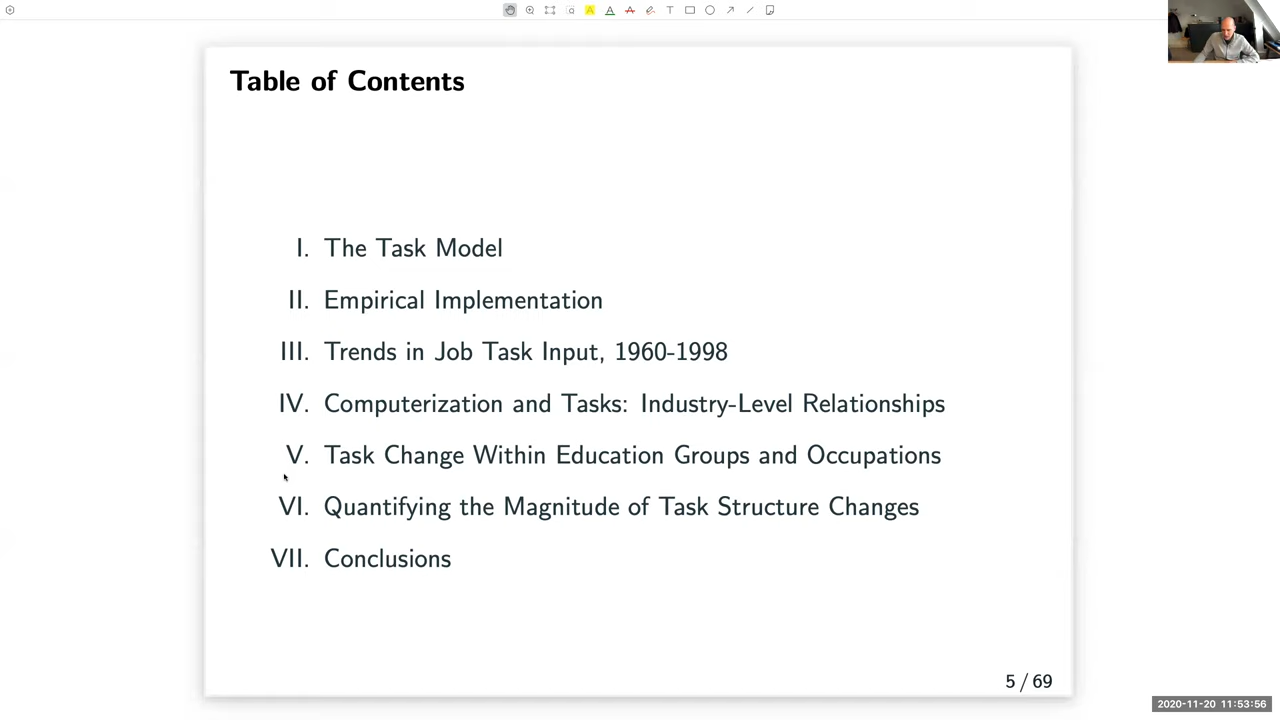 Table of Contents
I. The Task Model
II. Empirical Implementation
III. Trends in Job Task Input, 1960-1998
IV. Computerization and Tasks: Industry-Level Relationships
V. Task Change Within Education Groups and Occupations
VI. Quantifying the Magnitude of Task Structure Changes
VII. Conclusions
5 / 69
2020-11-20 11:53:56